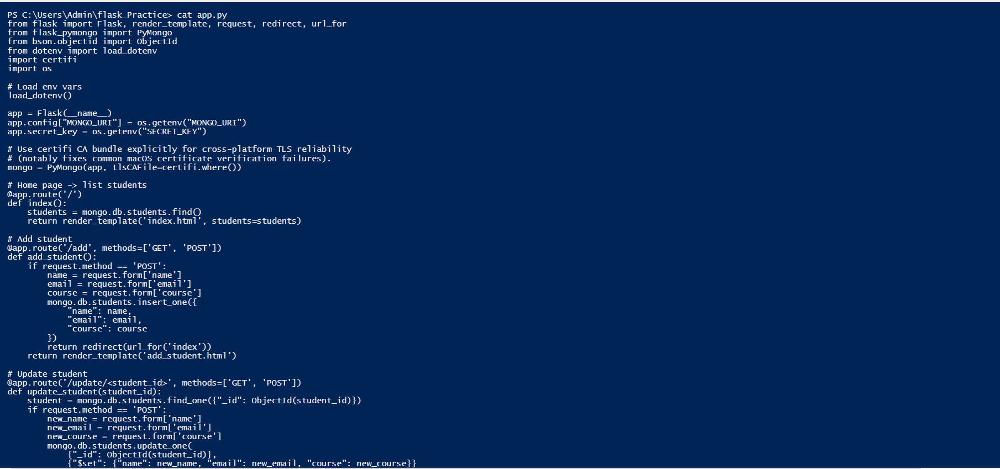 PS C:\Users\Admin\flask_Practice> cat app.py
from flask import Flask, render_template, request, redirect, url_for
from flask_pymongo import PyMongo
from bson.objectid import ObjectId
from dotenv import load_dotenv
import certifi
import os

# Load env vars
load_dotenv()

app = Flask(__name__)
app.config["MONGO_URI"] = os.getenv("MONGO_URI")
app.secret_key = os.getenv("SECRET_KEY")

# Use certifi CA bundle explicitly for cross-platform TLS reliability
# (notably fixes common macOS certificate verification failures).
mongo = PyMongo(app, tlsCAFile=certifi.where())

# Home page -> list students
@app.route('/')
def index():
    students = mongo.db.students.find()
    return render_template('index.html', students=students)

# Add student
@app.route('/add', methods=['GET', 'POST'])
def add_student():
    if request.method == 'POST':
        name = request.form['name']
        email = request.form['email']
        course = request.form['course']
        mongo.db.students.insert_one({
            "name": name,
            "email": email,
            "course": course
        })
        return redirect(url_for('index'))
    return render_template('add_student.html')

# Update student
@app.route('/update/<student_id>', methods=['GET', 'POST'])
def update_student(student_id):
    student = mongo.db.students.find_one({"_id": ObjectId(student_id)})
    if request.method == 'POST':
        new_name = request.form['name']
        new_email = request.form['email']
        new_course = request.form['course']
        mongo.db.students.update_one(
            {"_id": ObjectId(student_id)},
            {"$set": {"name": new_name, "email": new_email, "course": new_course}}